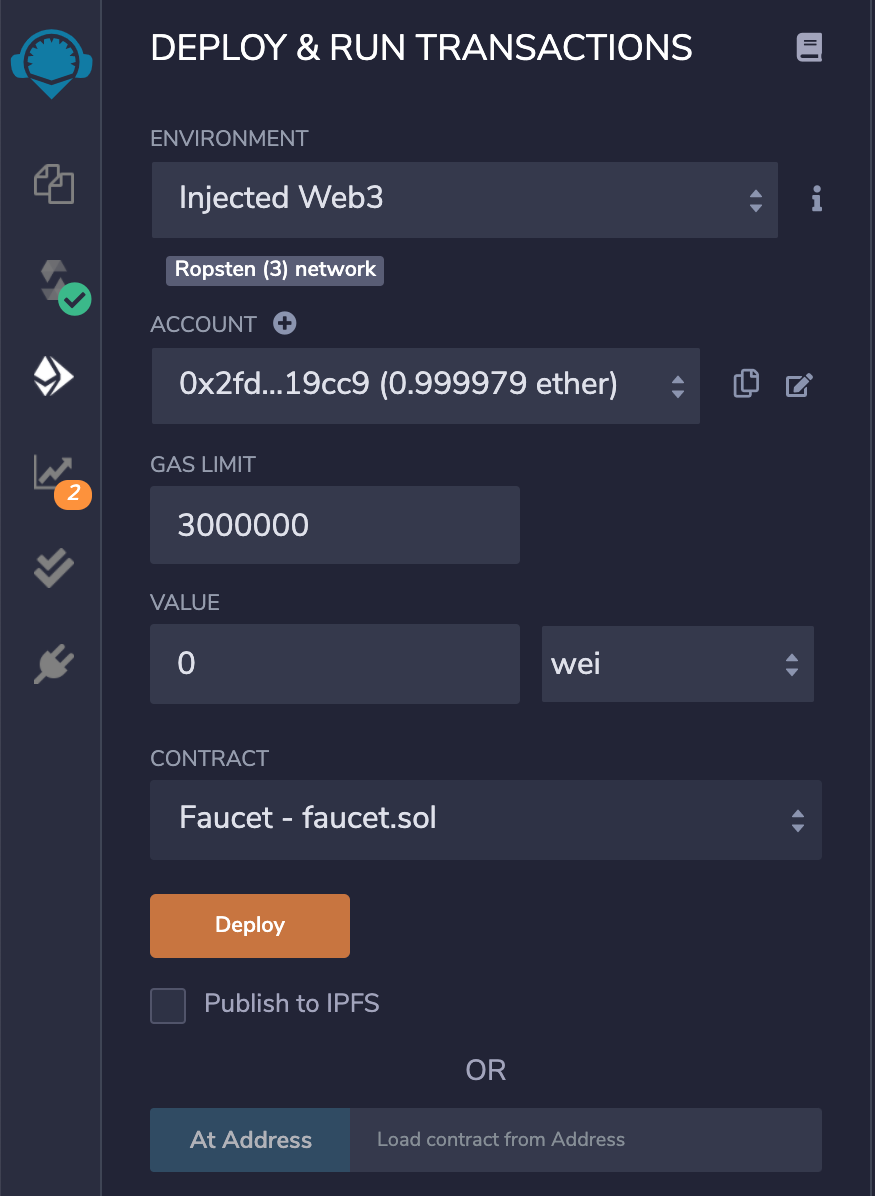 DEPLOY & RUN TRANSACTIONS
ENVIRONMENT
Injected Web3
Ropsten (3) network
ACCOUNT
0x2fd...19cc9 (0.999979 ether)
GAS LIMIT
3000000
2
VALUE
0 wei
CONTRACT
Faucet - faucet.sol
Deploy
Publish to IPFS
OR
At Address Load contract from Address